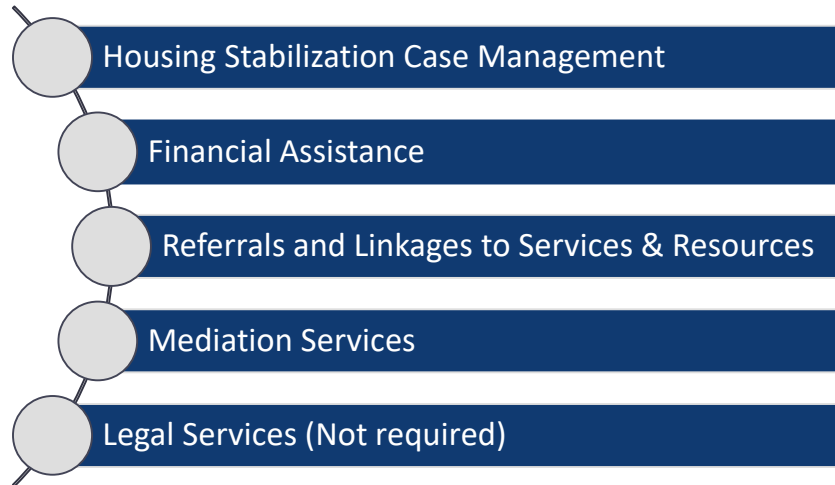 Housing Stabilization Case Management
Financial Assistance
Referrals and Linkages to Services & Resources
Mediation Services
Legal Services (Not required)